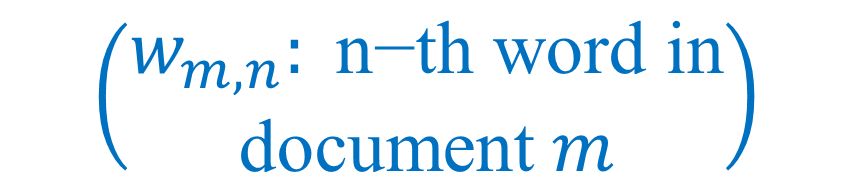 (w_{m,n}: n−th word in
document m)